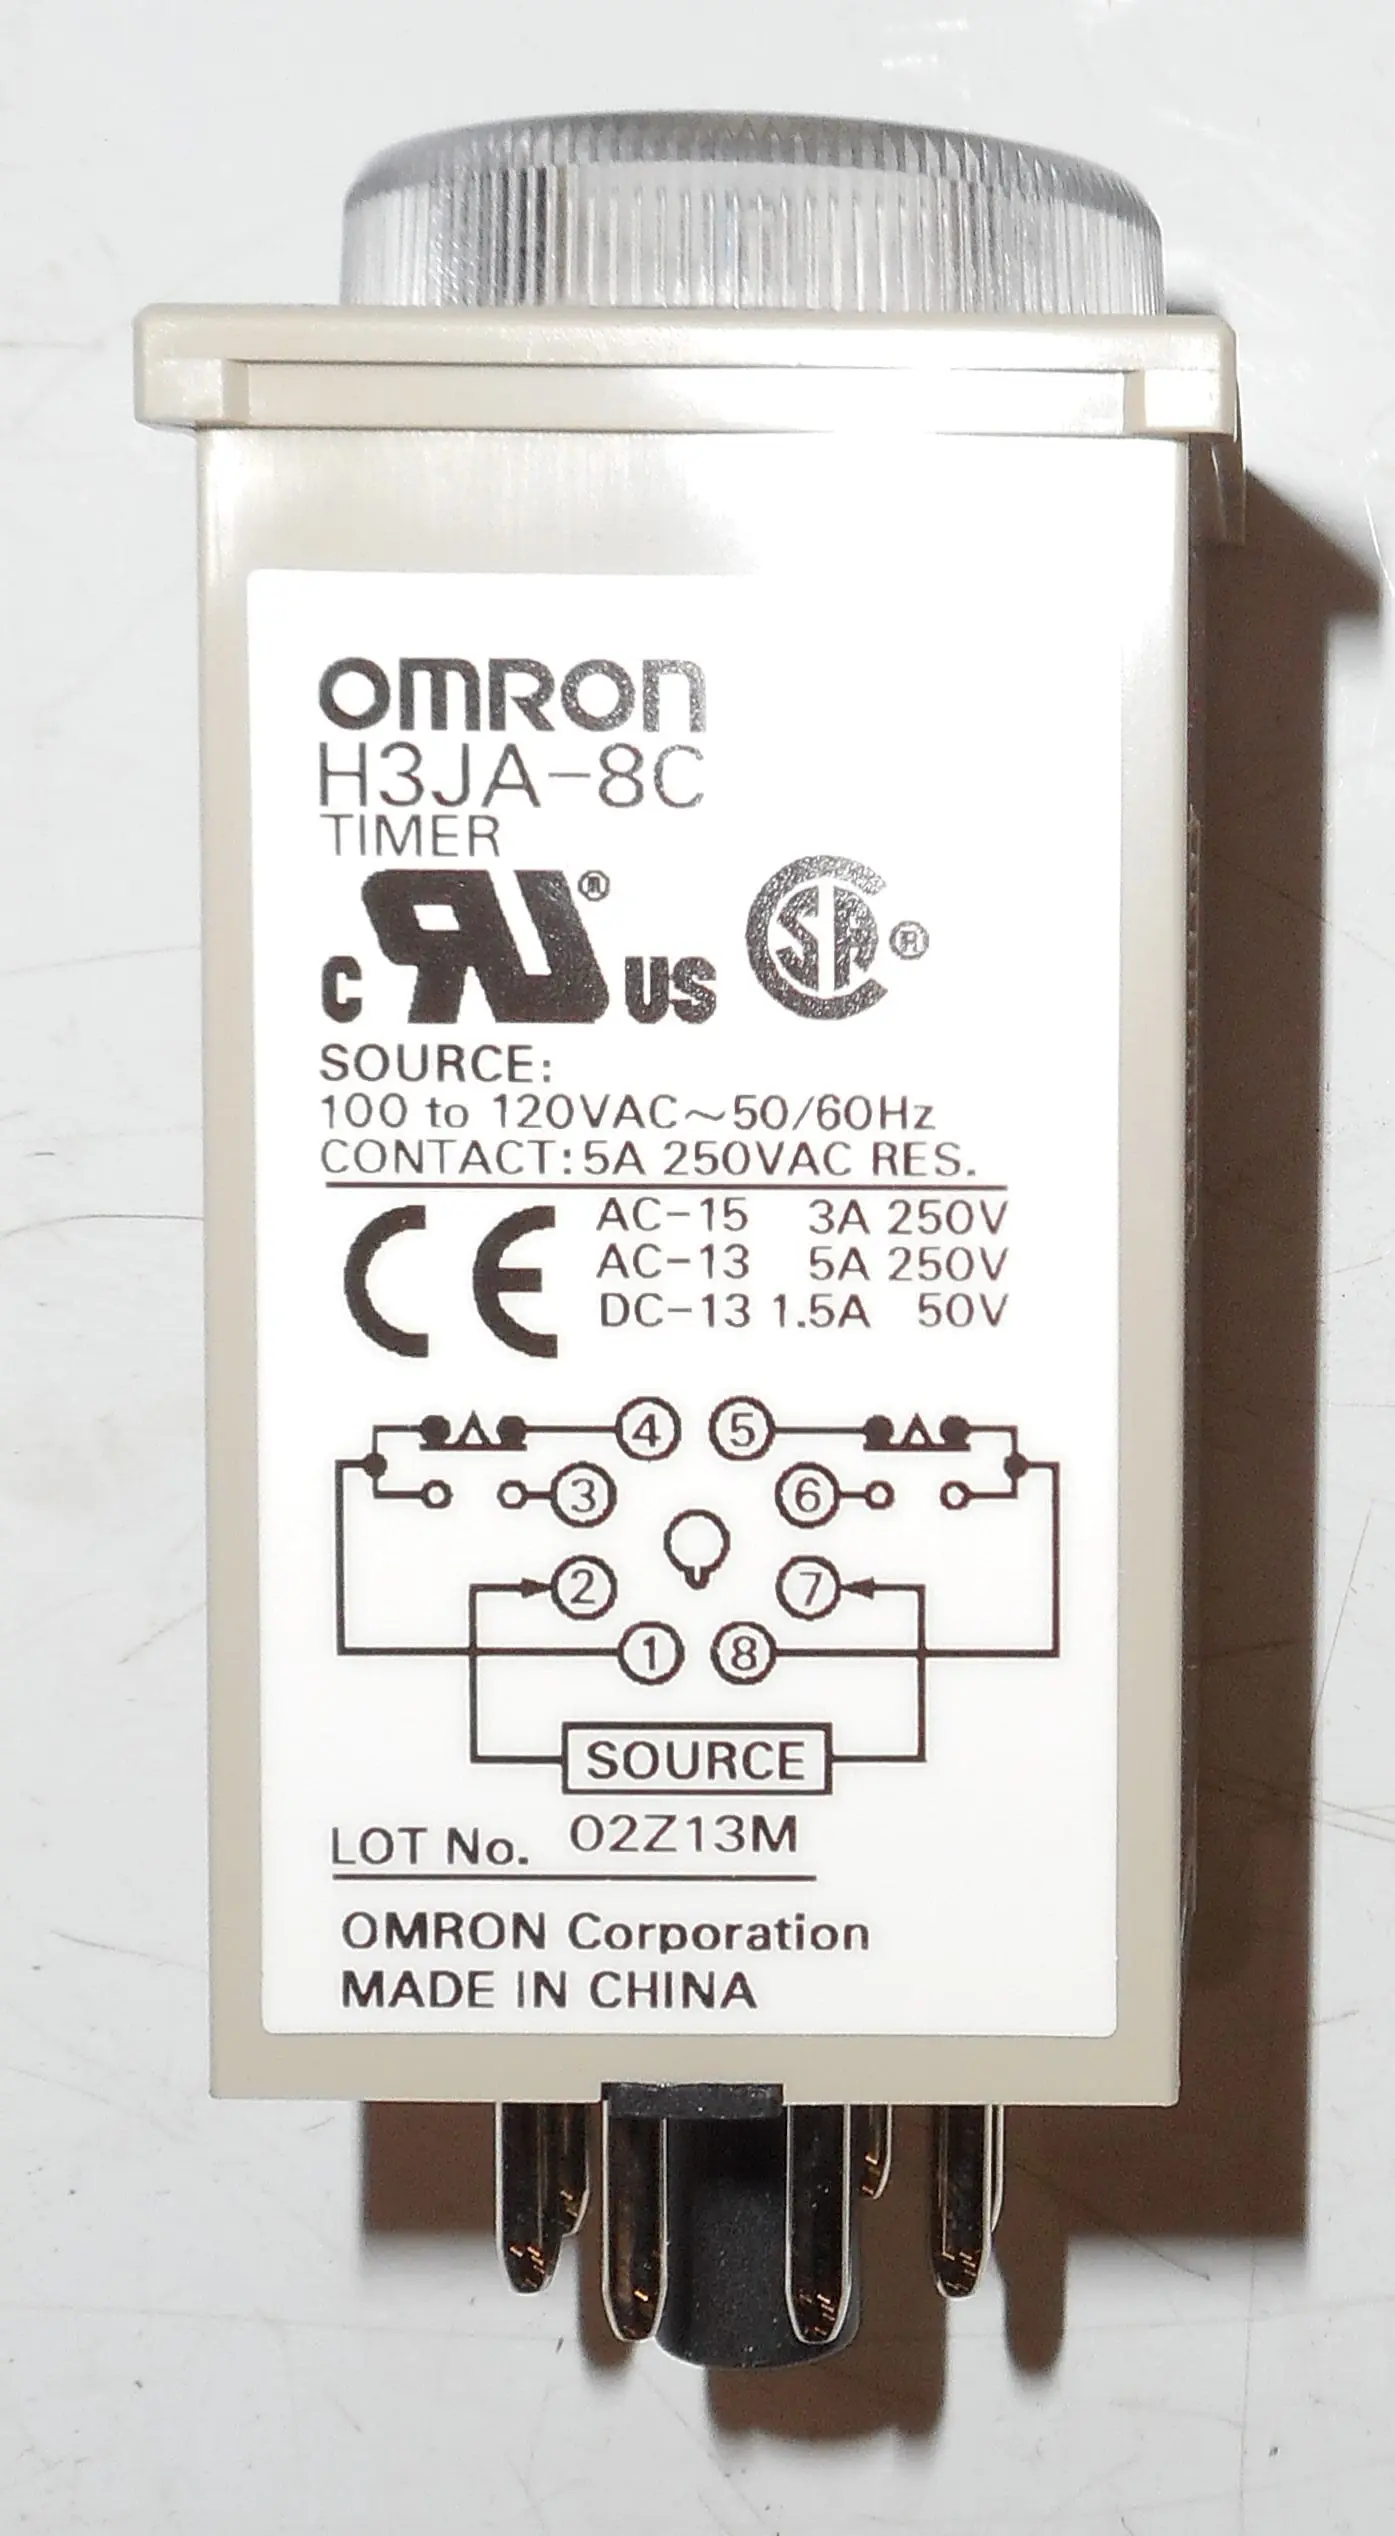 OMRON
H3JA-8C
TIMER
C RU® US CSA®
SOURCE:
100 to 120VAC~50/60Hz
CONTACT:5A 250VAC RES.
CE
AC-15 3A 250V
AC-13 5A 250V
DC-13 1.5A 50V
4 5
3 6
2 7
1 8
SOURCE
LOT No. 02Z13M
OMRON Corporation
MADE IN CHINA